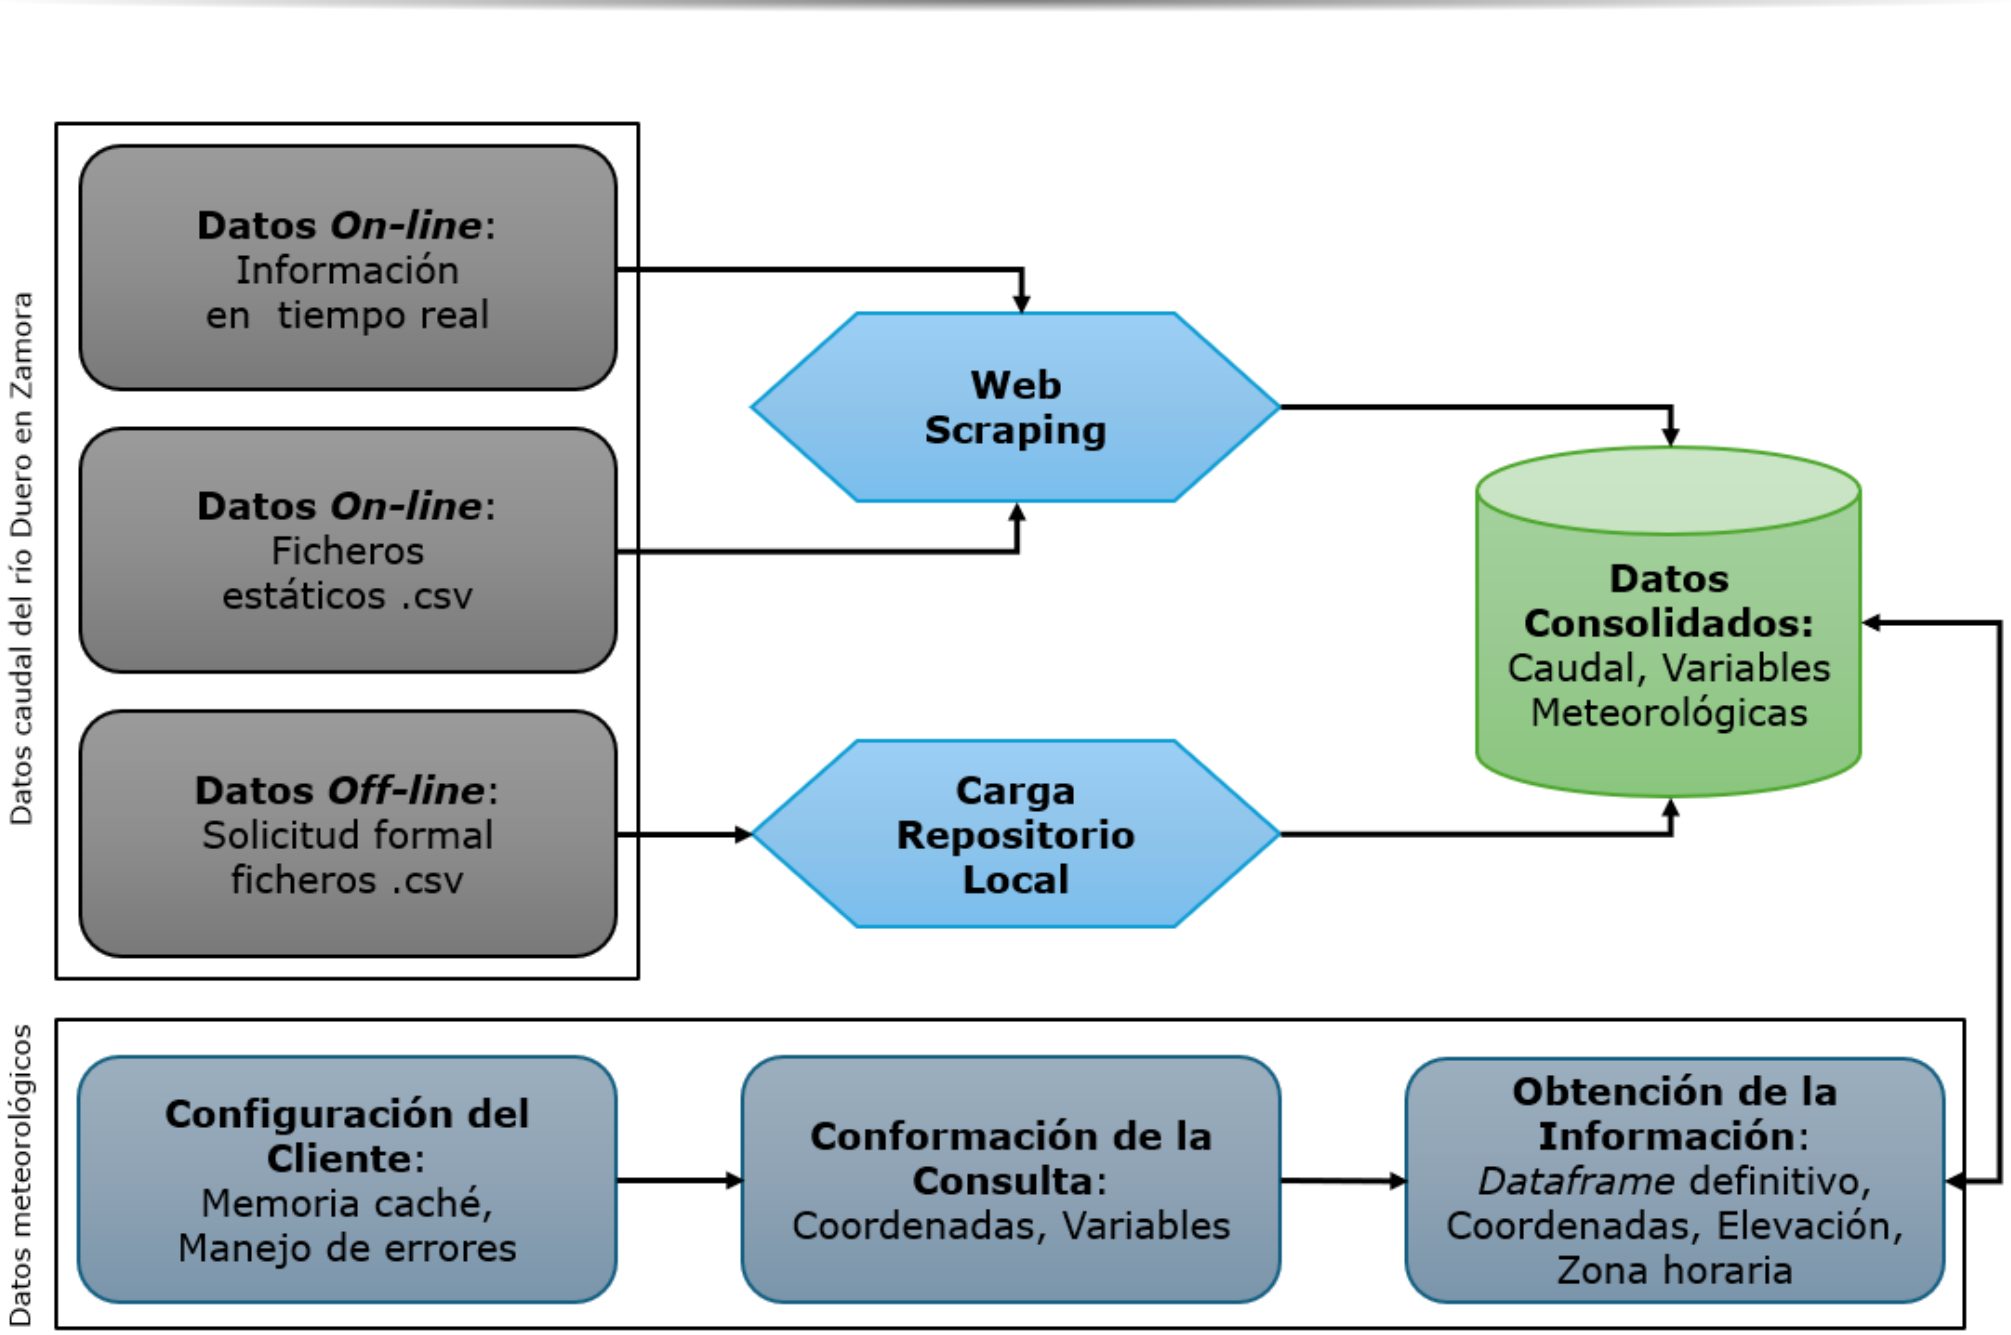 Datos caudal del río Duero en Zamora
Datos On-line:
Información
en  tiempo real
Datos On-line:
Ficheros
estáticos .csv
Datos Off-line:
Solicitud formal
ficheros .csv
Web
Scraping
Carga
Repositorio
Local
Datos
Consolidados:
Caudal, Variables
Meteorológicas
Datos meteorológicos
Configuración del
Cliente:
Memoria caché,
Manejo de errores
Conformación de la
Consulta:
Coordenadas, Variables
Obtención de la
Información:
Dataframe definitivo,
Coordenadas, Elevación,
Zona horaria